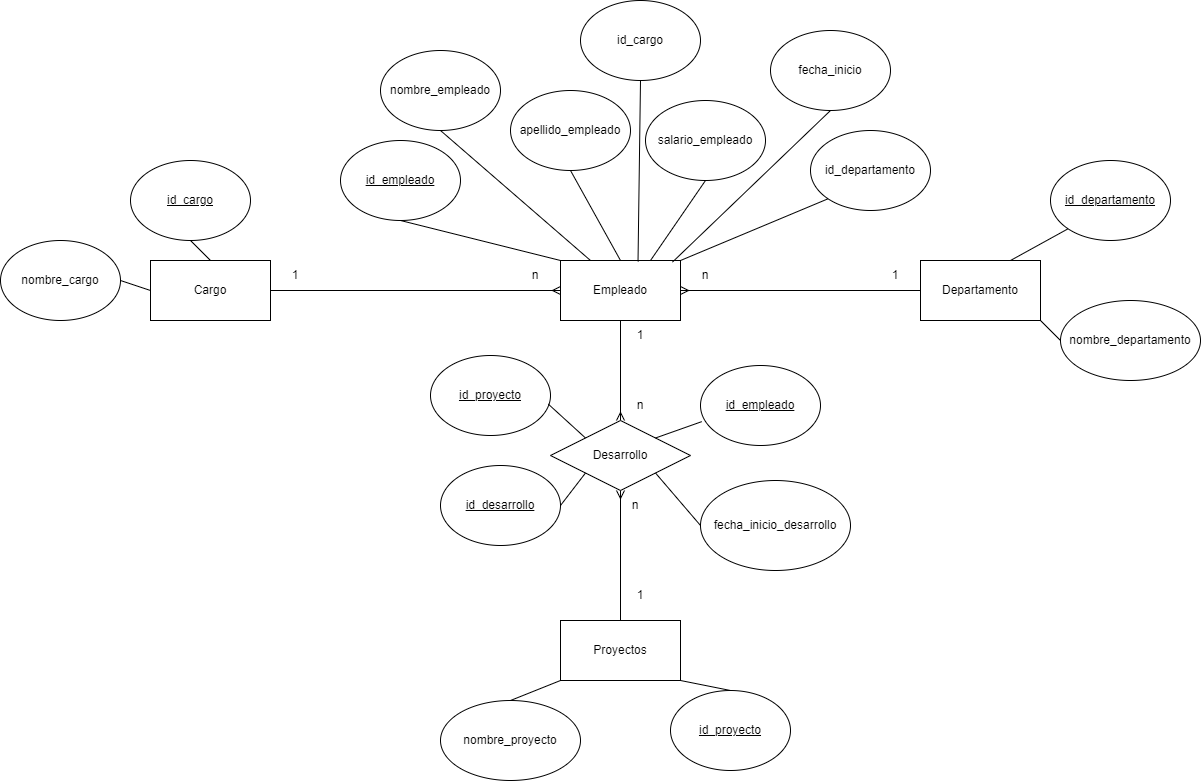 id_cargo
fecha_inicio
nombre_empleado
apellido_empleado
salario_empleado
id_empleado
id_departamento
id_cargo
id_departamento
nombre_cargo
1
n
n
1
Cargo
Empleado
Departamento
1
nombre_departamento
id_proyecto
n
id_empleado
Desarrollo
id_desarrollo
n
fecha_inicio_desarrollo
1
Proyectos
nombre_proyecto
id_proyecto